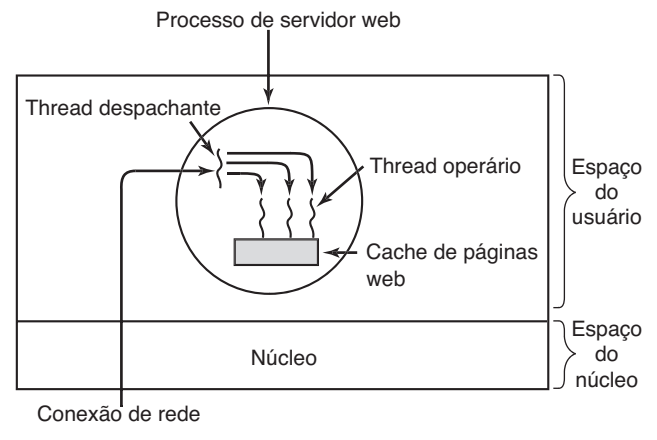 Processo de servidor web
Thread despachante
Thread operário
Cache de páginas
web
Espaço
do
usuário
Núcleo
Espaço
do
núcleo
Conexão de rede